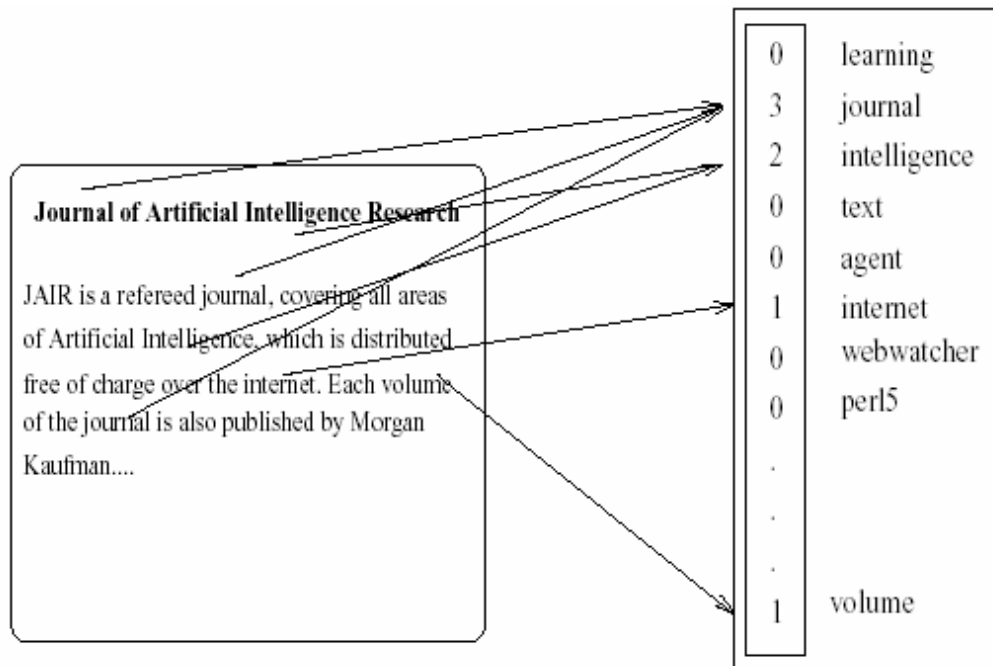 Journal of Artificial Intelligence Research
JAIR is a refereed journal, covering all areas
of Artificial Intelligence, which is distributed
free of charge over the internet. Each volume
of the journal is also published by Morgan
Kaufman....
0 learning
3 journal
2 intelligence
0 text
0 agent
1 internet
0 webwatcher
0 perl5
.
.
.
1 volume